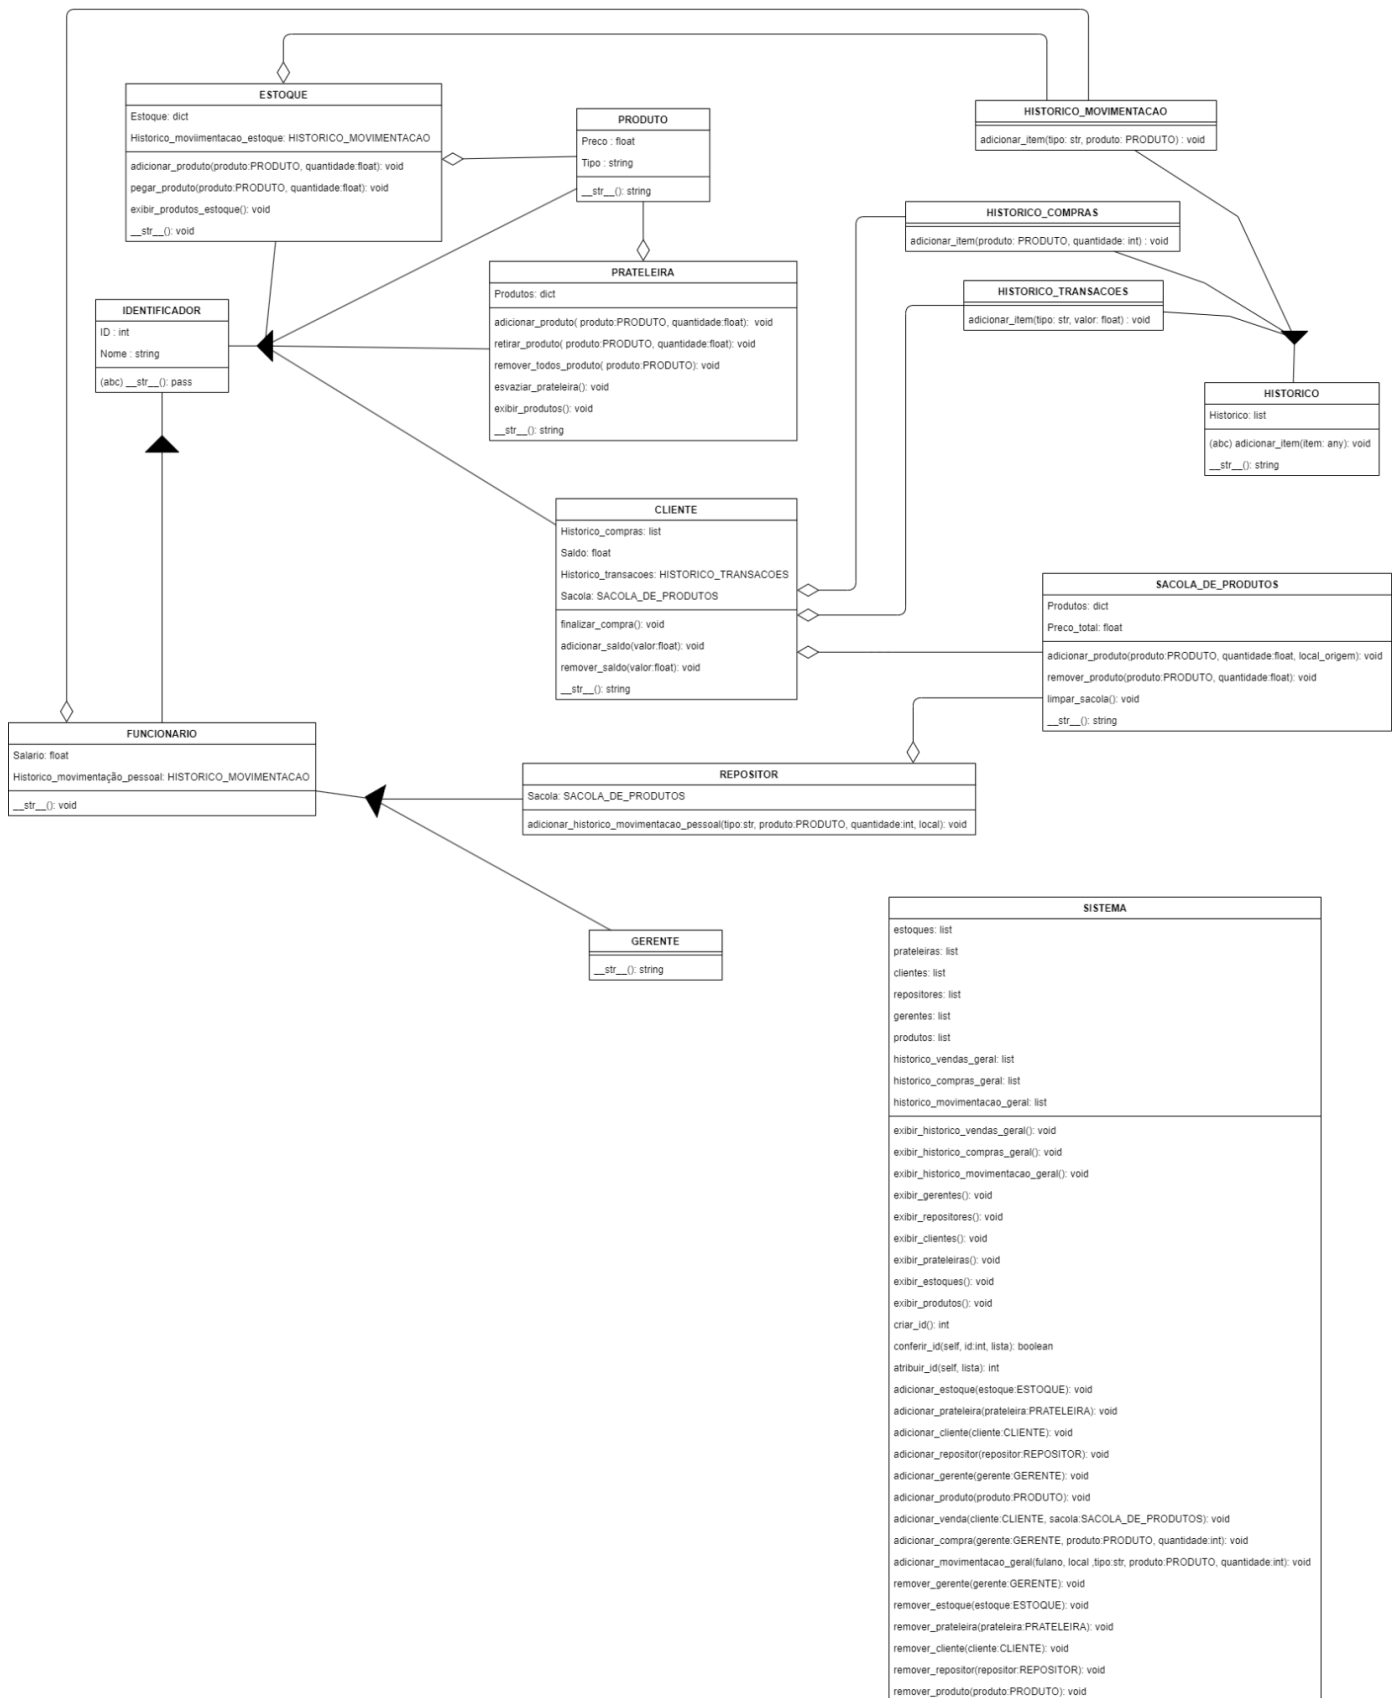 ESTOQUE
Estoque: dict
Historico_moviimentacao_estoque: HISTORICO_MOVIMENTACAO
adicionar_produto(produto:PRODUTO, quantidade:float): void
pegar_produto(produto:PRODUTO, quantidade:float): void
exibir_produtos_estoque(): void
__str__(): void
PRODUTO
Preco : float
Tipo : string
__str__(): string
HISTORICO_MOVIMENTACAO
adicionar_item(tipo: str, produto: PRODUTO) : void
HISTORICO_COMPRAS
adicionar_item(produto: PRODUTO, quantidade: int) : void
HISTORICO_TRANSACOES
adicionar_item(tipo: str, valor: float) : void
PRATELEIRA
Produtos: dict
adicionar_produto( produto:PRODUTO, quantidade:float): void
retirar_produto( produto:PRODUTO, quantidade:float): void
remover_todos_produto( produto:PRODUTO): void
esvaziar_prateleira(): void
exibir_produtos(): void
__str__(): string
IDENTIFICADOR
ID : int
Nome : string
(abc) __str__(): pass
HISTORICO
Historico: list
(abc) adicionar_item(item: any): void
__str__(): string
CLIENTE
Historico_compras: list
Saldo: float
Historico_transacoes: HISTORICO_TRANSACOES
Sacola: SACOLA_DE_PRODUTOS
finalizar_compra(): void
adicionar_saldo(valor:float): void
remover_saldo(valor:float): void
__str__(): string
SACOLA_DE_PRODUTOS
Produtos: dict
Preco_total: float
adicionar_produto(produto:PRODUTO, quantidade:float, local_origem): void
remover_produto(produto:PRODUTO, quantidade:float): void
limpar_sacola(): void
__str__(): string
FUNCIONARIO
Salario: float
Historico_movimentação_pessoal: HISTORICO_MOVIMENTACAO
__str__(): void
REPOSITOR
Sacola: SACOLA_DE_PRODUTOS
adicionar_historico_movimentacao_pessoal(tipo:str, produto:PRODUTO, quantidade:int, local): void
GERENTE
__str__(): string
SISTEMA
estoques: list
prateleiras: list
clientes: list
repositores: list
gerentes: list
produtos: list
historico_vendas_geral: list
historico_compras_geral: list
historico_movimentacao_geral: list
exibir_historico_vendas_geral(): void
exibir_historico_compras_geral(): void
exibir_historico_movimentacao_geral(): void
exibir_gerentes(): void
exibir_repositores(): void
exibir_clientes(): void
exibir_prateleiras(): void
exibir_estoques(): void
exibir_produtos(): void
criar_id(): int
conferir_id(self, id:int, lista): boolean
atribuir_id(self, lista): int
adicionar_estoque(estoque:ESTOQUE): void
adicionar_prateleira(prateleira:PRATELEIRA): void
adicionar_cliente(cliente:CLIENTE): void
adicionar_repositor(repositor:REPOSITOR): void
adicionar_gerente(gerente:GERENTE): void
adicionar_produto(produto:PRODUTO): void
adicionar_venda(cliente:CLIENTE, sacola:SACOLA_DE_PRODUTOS): void
adicionar_compra(gerente:GERENTE, produto:PRODUTO, quantidade:int): void
adicionar_movimentacao_geral(fulano, local ,tipo:str, produto:PRODUTO, quantidade:int): void
remover_gerente(gerente:GERENTE): void
remover_estoque(estoque:ESTOQUE): void
remover_prateleira(prateleira:PRATELEIRA): void
remover_cliente(cliente:CLIENTE): void
remover_repositor(repositor:REPOSITOR): void
remover_produto(produto:PRODUTO): void